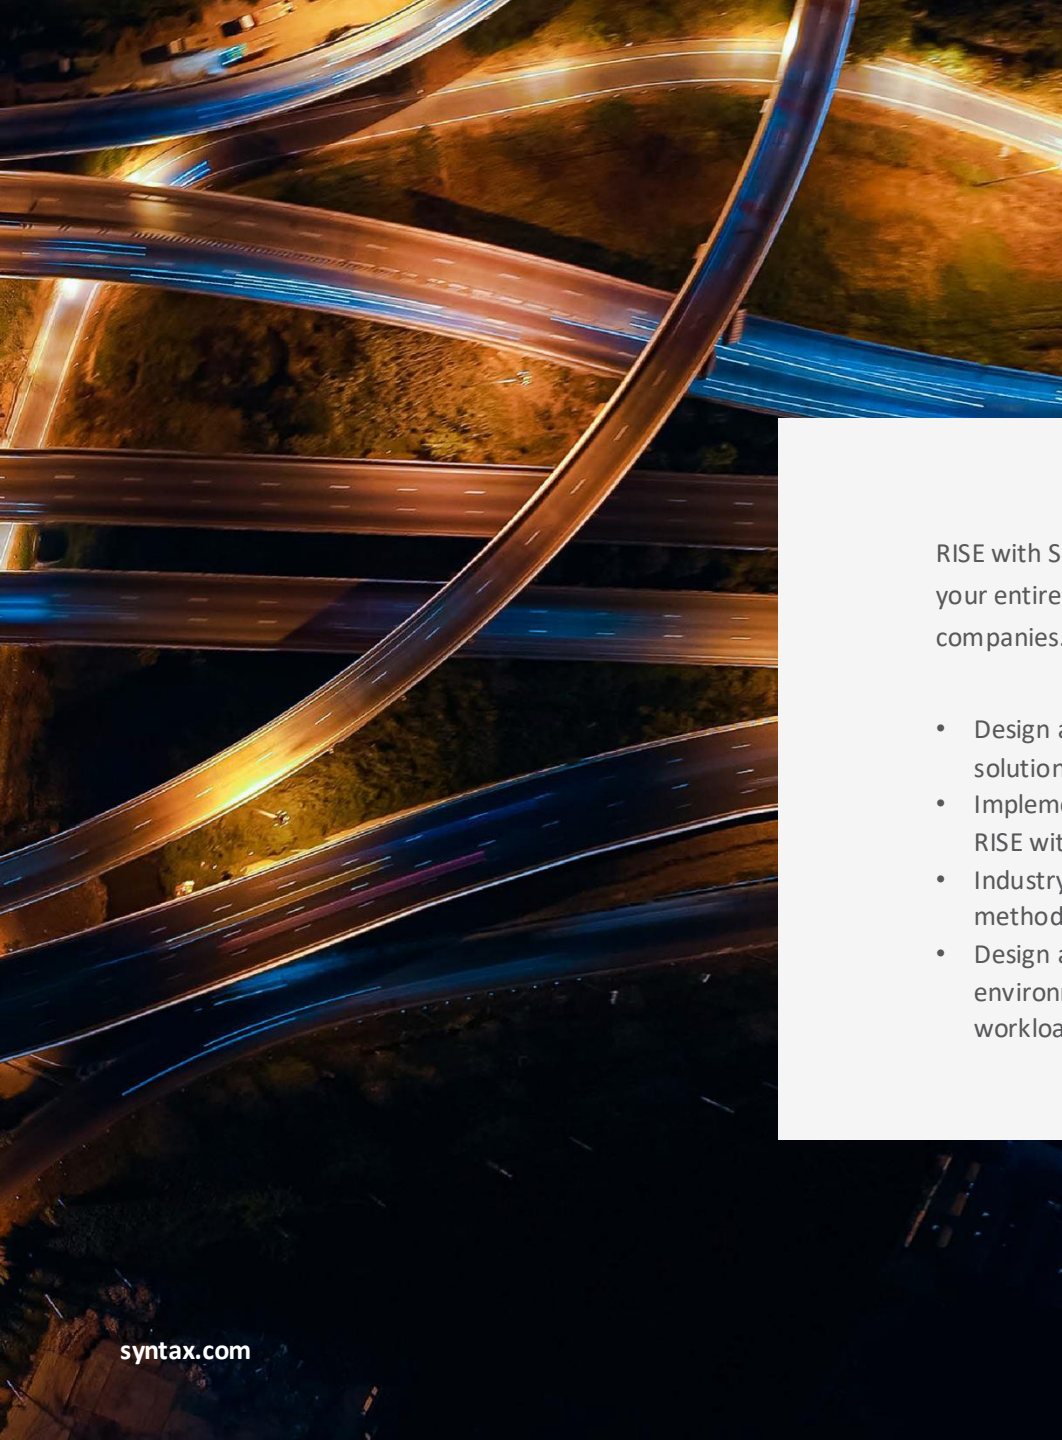 RISE with S
your entire
companies.
• Design a
solution
• Impleme
RISE wit
• Industry
method
• Design a
environ
workloa
syntax.com